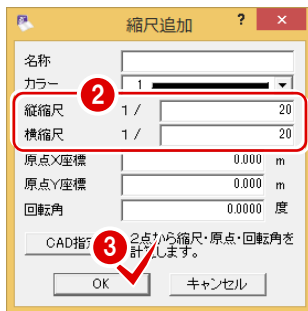 縮尺追加 ? ×
名称
カラー 1
2
縦縮尺 1 / 20
横縮尺 1 / 20
原点X座標 0.000 m
原点Y座標 0.000 m
回転角 0.0000 度
CAD指定 2点から縮尺・原点・回転角を
計算します。
3
OK キャンセル